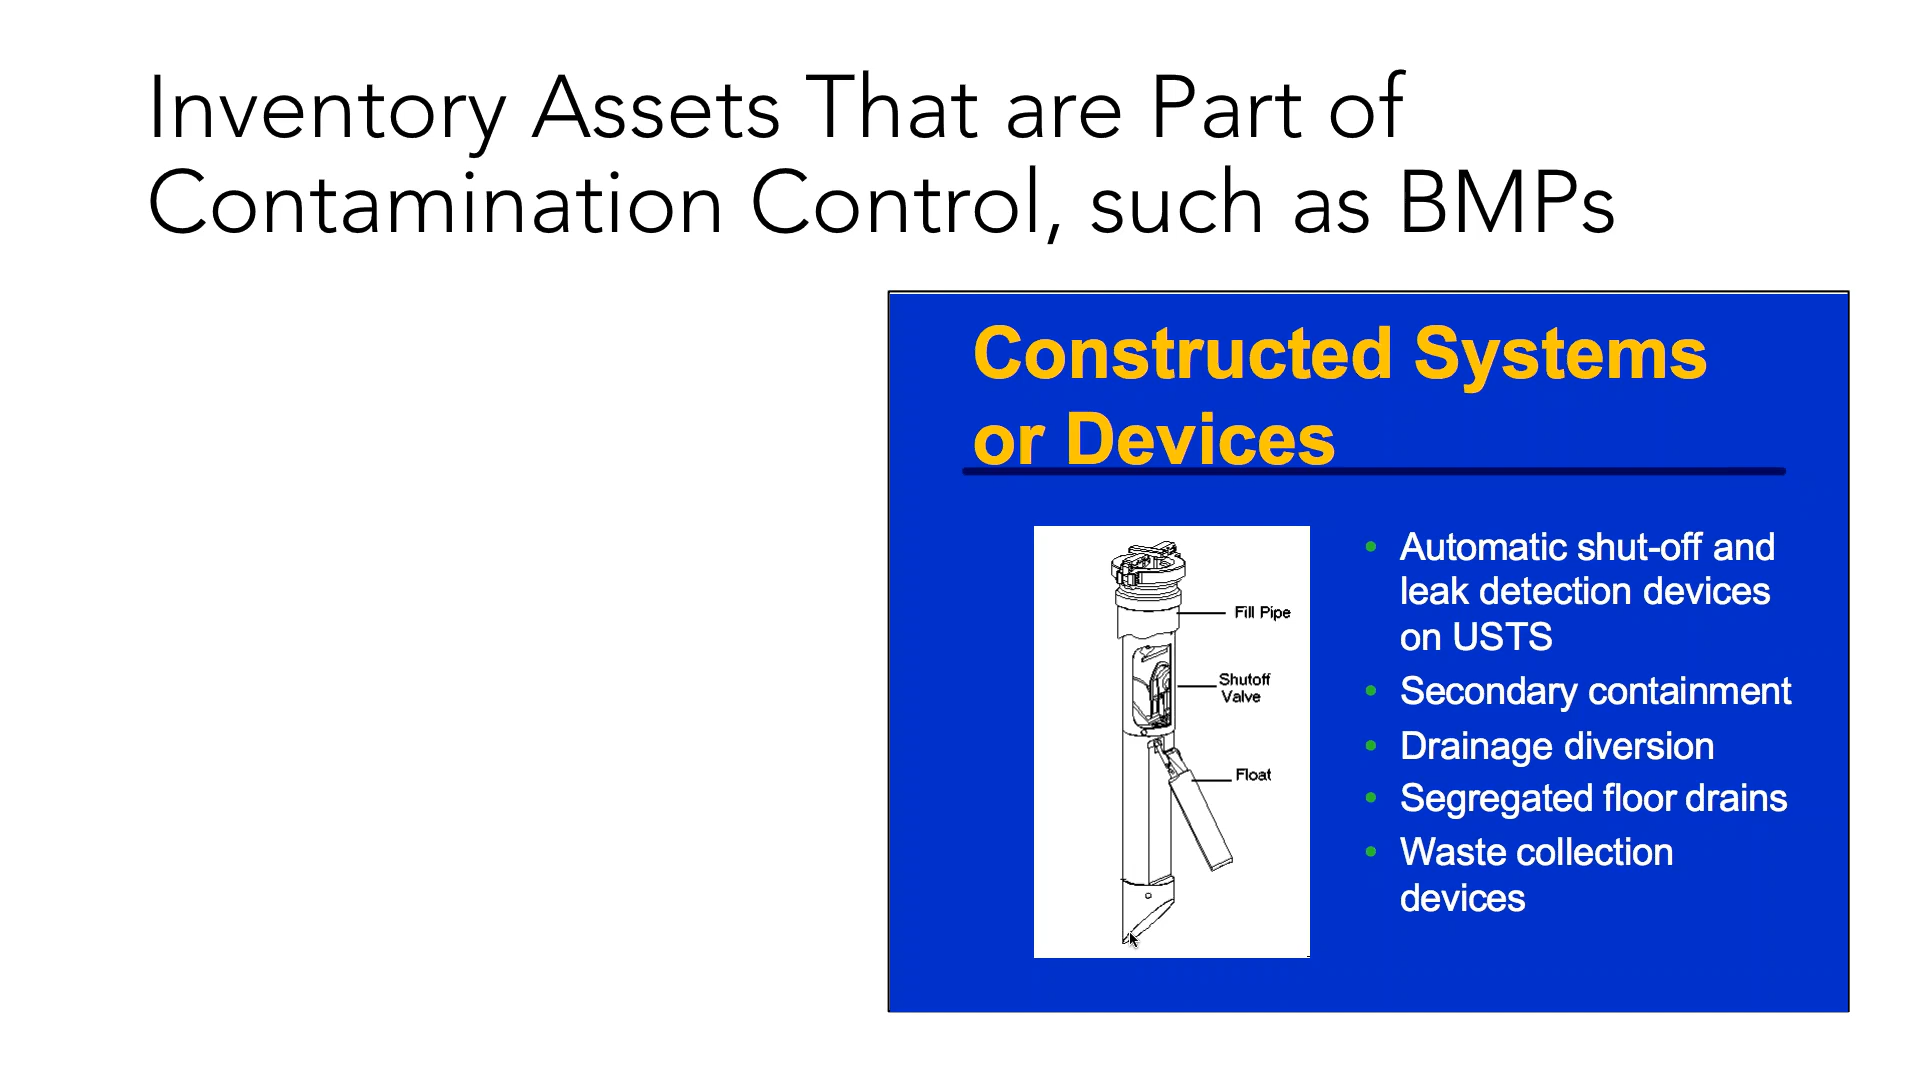 Inventory Assets That are Part of
Contamination Control, such as BMPs
Constructed Systems
or Devices
Fill Pipe
Shutoff
Valve
Float
• Automatic shut-off and
leak detection devices
on USTS
• Secondary containment
• Drainage diversion
• Segregated floor drains
• Waste collection
devices